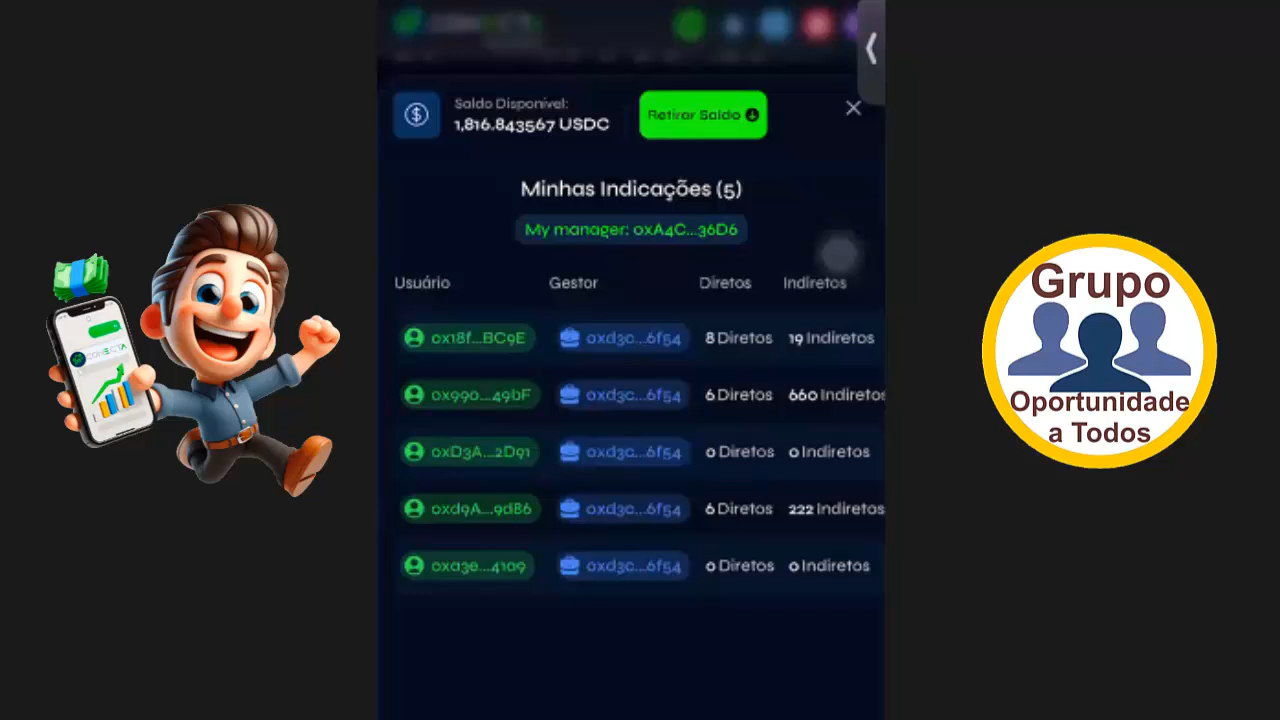 Saldo Disponível:
1,816.843567 USDC
Retirar Saldo
Minhas Indicações (5)
My manager: 0xA4C...36D6
Usuário Gestor Diretos Indiretos
0x18f...BC9E 0xd3c...6f54 8 Diretos 19 Indiretos
0x990...49bF 0xd3c...6f54 6 Diretos 660 Indiretos
0xD3A...2D91 0xd3c...6f54 0 Diretos 0 Indiretos
0xd9A...9d86 0xd3c...6f54 6 Diretos 222 Indiretos
0xa3e...41a9 0xd3c...6f54 0 Diretos 0 Indiretos
CONECTA
Grupo
Oportunidade
a Todos